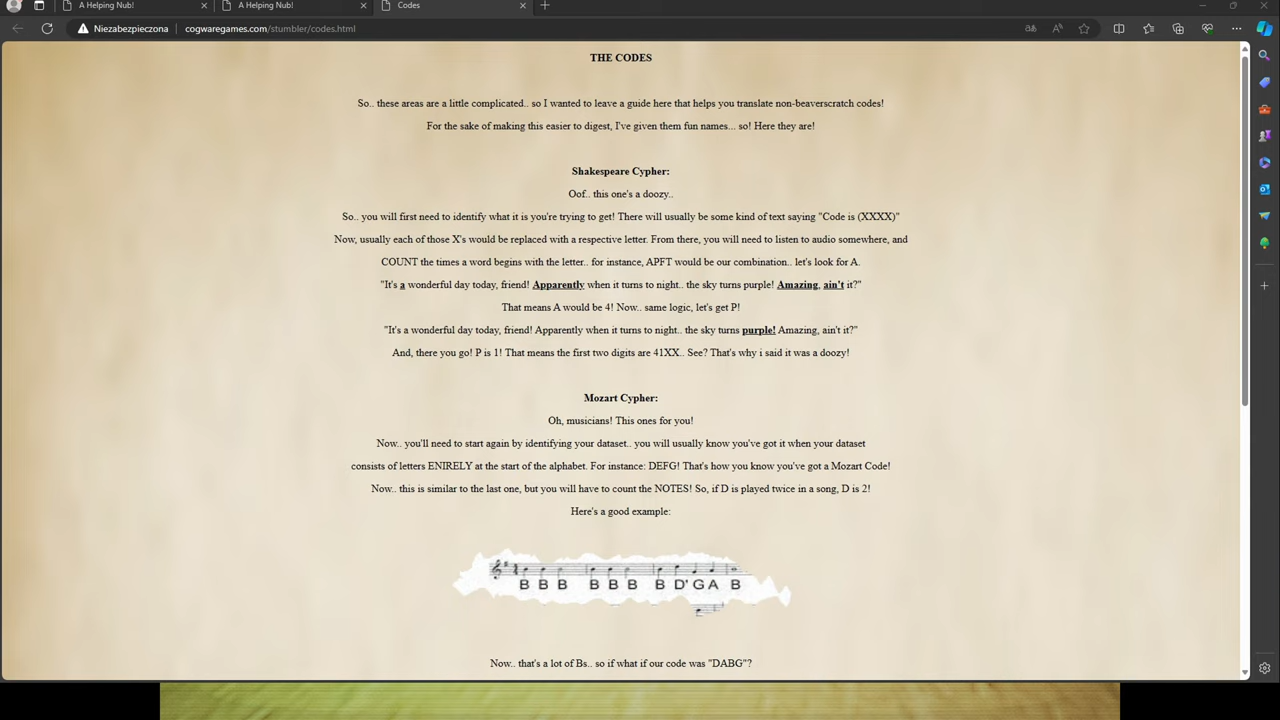 A Helping Nub!
A Helping Nub!
Codes
Niezabezpieczona
cogwaregames.com/stumbler/codes.html
THE CODES
So.. these areas are a little complicated.. so I wanted to leave a guide here that helps you translate non-beaverscratch codes!
For the sake of making this easier to digest, I've given them fun names... so! Here they are!
Shakespeare Cypher:
Oof.. this one's a doozy..
So.. you will first need to identify what it is you're trying to get! There will usually be some kind of text saying "Code is (XXXX)"
Now, usually each of those X's would be replaced with a respective letter. From there, you will need to listen to audio somewhere, and
COUNT the times a word begins with the letter.. for instance, APFT would be our combination.. let's look for A.
"It's a wonderful day today, friend! Apparently when it turns to night.. the sky turns purple! Amazing, ain't it?"
That means A would be 4! Now.. same logic, let's get P!
"It's a wonderful day today, friend! Apparently when it turns to night.. the sky turns purple! Amazing, ain't it?"
And, there you go! P is 1! That means the first two digits are 41XX.. See? That's why i said it was a doozy!
Mozart Cypher:
Oh, musicians! This ones for you!
Now.. you'll need to start again by identifying your dataset.. you will usually know you've got it when your dataset
consists of letters ENIRELY at the start of the alphabet. For instance: DEFG! That's how you know you've got a Mozart Code!
Now.. this is similar to the last one, but you will have to count the NOTES! So, if D is played twice in a song, D is 2!
Here's a good example:
B B B B B B B D' G A B
Now.. that's a lot of Bs.. so if what if our code was "DABG"?